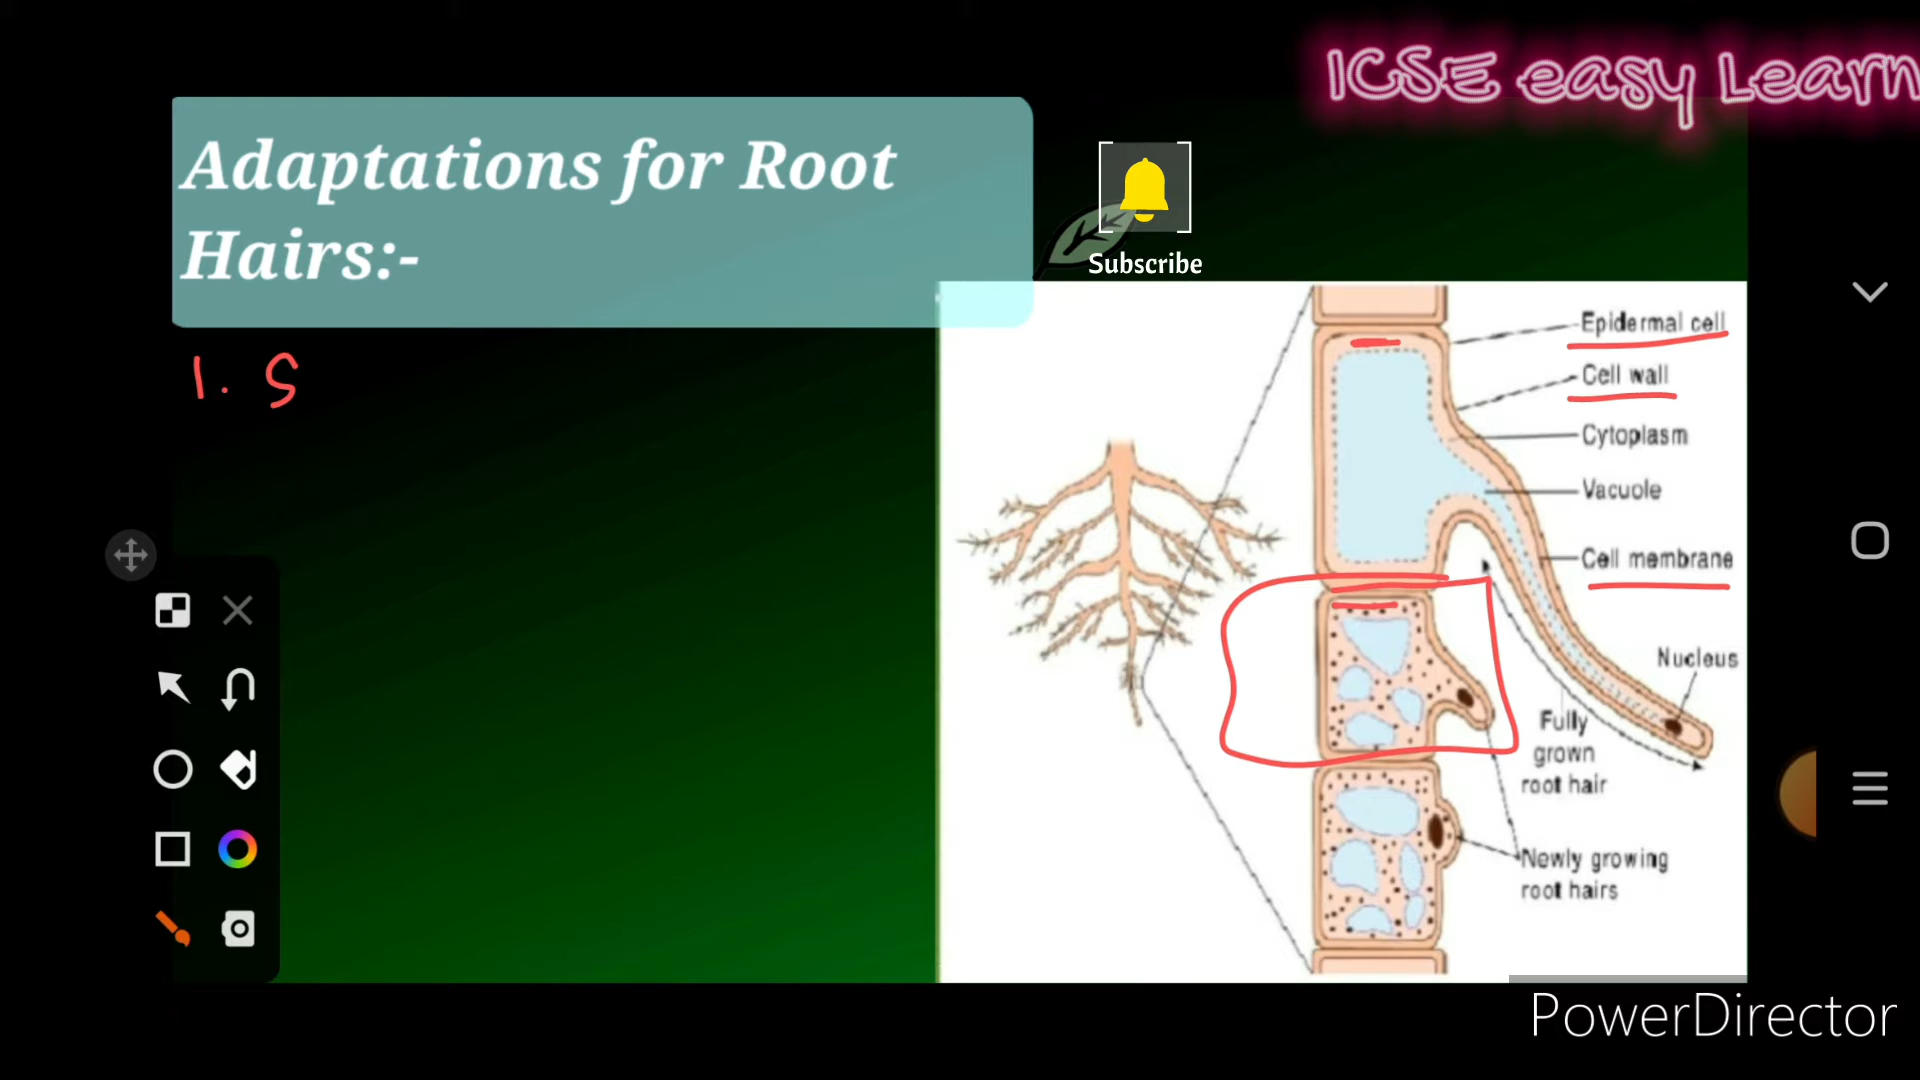 ICSE easy Learn
Adaptations for Root
Hairs:-
Subscribe
1. S
Epidermal cell
Cell wall
Cytoplasm
Vacuole
Cell membrane
Nucleus
Fully
grown
root hair
Newly growing
root hairs
PowerDirector